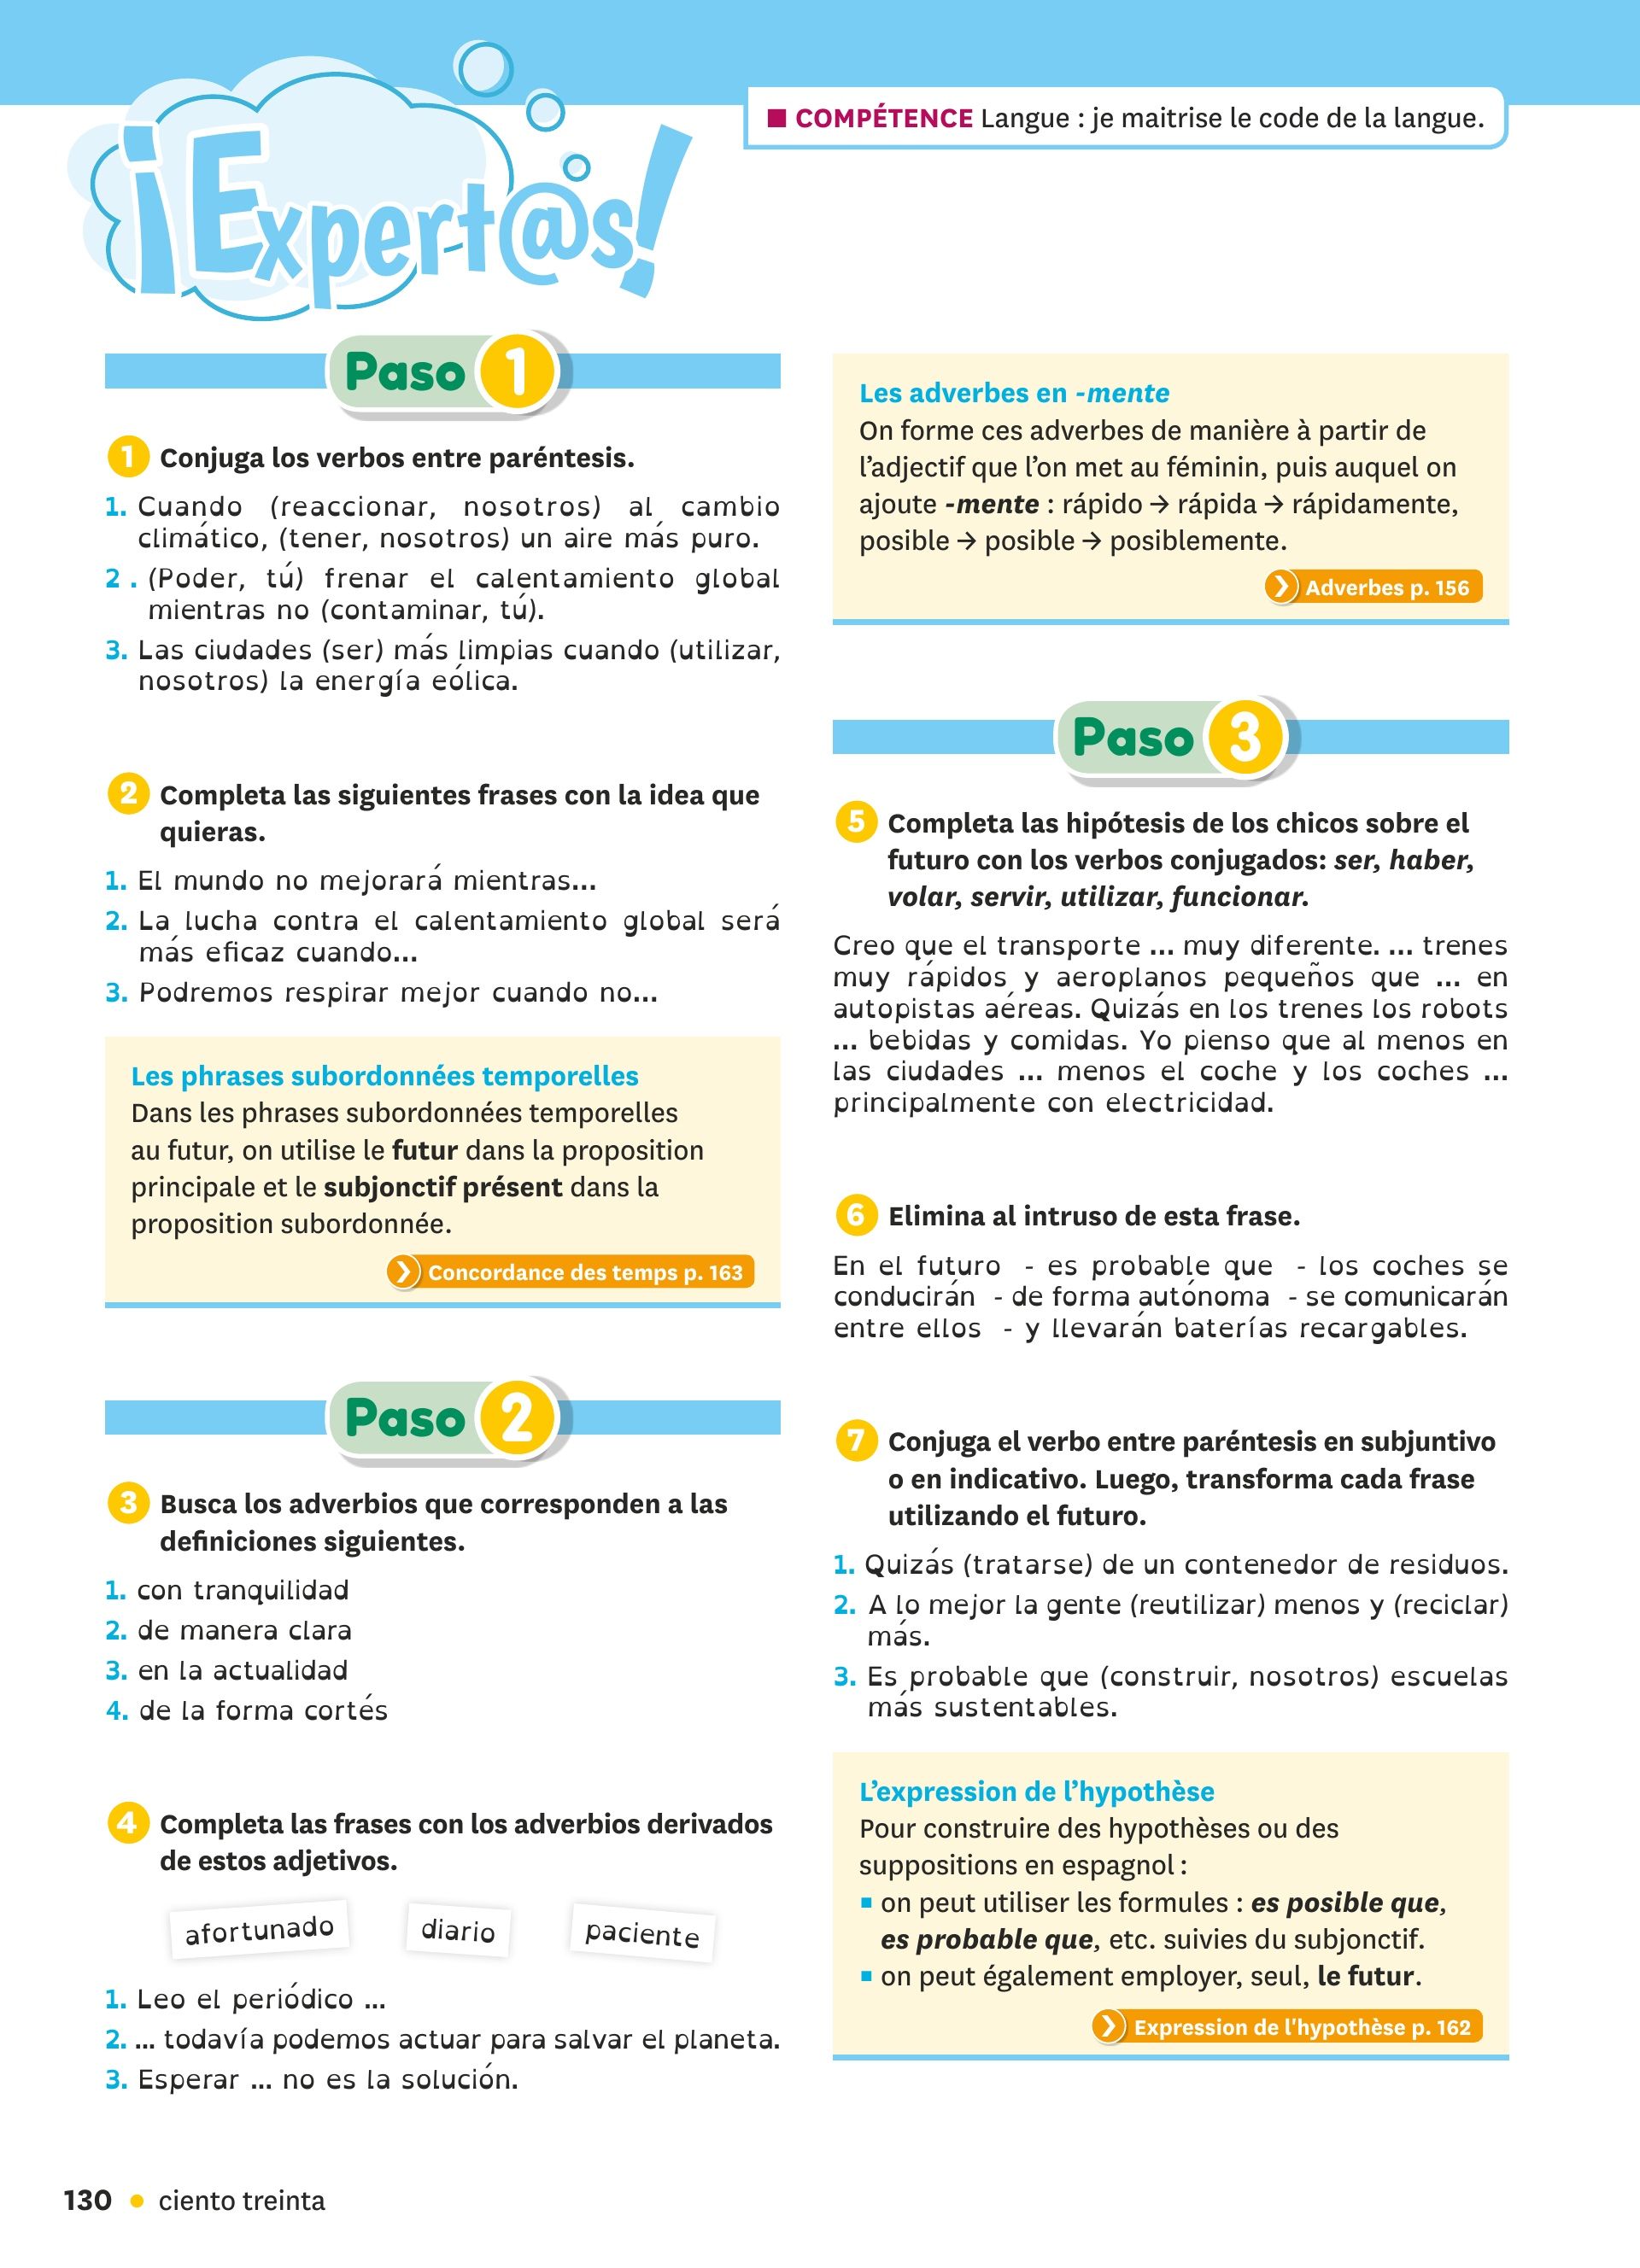 ■ COMPÉTENCE Langue : je maitrise le code de la langue.
¡Expert@s!
Paso 1
1 Conjuga los verbos entre paréntesis.
1. Cuando (reaccionar, nosotros) al cambio
climático, (tener, nosotros) un aire más puro.
2 . (Poder, tú) frenar el calentamiento global
mientras no (contaminar, tú).
3. Las ciudades (ser) más limpias cuando (utilizar,
nosotros) la energía eólica.
2 Completa las siguientes frases con la idea que
quieras.
1. El mundo no mejorará mientras...
2. La lucha contra el calentamiento global será
más eficaz cuando...
3. Podremos respirar mejor cuando no...
Les phrases subordonnées temporelles
Dans les phrases subordonnées temporelles
au futur, on utilise le futur dans la proposition
principale et le subjonctif présent dans la
proposition subordonnée.
Concordance des temps p. 163
Paso 2
3 Busca los adverbios que corresponden a las
definiciones siguientes.
1. con tranquilidad
2. de manera clara
3. en la actualidad
4. de la forma cortés
4 Completa las frases con los adverbios derivados
de estos adjetivos.
afortunado diario paciente
1. Leo el periódico ...
2. ... todavía podemos actuar para salvar el planeta.
3. Esperar ... no es la solución.
Les adverbes en -mente
On forme ces adverbes de manière à partir de
l’adjectif que l’on met au féminin, puis auquel on
ajoute -mente : rápido → rápida → rápidamente,
posible → posible → posiblemente.
Adverbes p. 156
Paso 3
5 Completa las hipótesis de los chicos sobre el
futuro con los verbos conjugados: ser, haber,
volar, servir, utilizar, funcionar.
Creo que el transporte ... muy diferente. ... trenes
muy rápidos y aeroplanos pequeños que ... en
autopistas aéreas. Quizás en los trenes los robots
... bebidas y comidas. Yo pienso que al menos en
las ciudades ... menos el coche y los coches ...
principalmente con electricidad.
6 Elimina al intruso de esta frase.
En el futuro - es probable que - los coches se
conducirán - de forma autónoma - se comunicarán
entre ellos - y llevarán baterías recargables.
7 Conjuga el verbo entre paréntesis en subjuntivo
o en indicativo. Luego, transforma cada frase
utilizando el futuro.
1. Quizás (tratarse) de un contenedor de residuos.
2. A lo mejor la gente (reutilizar) menos y (reciclar)
más.
3. Es probable que (construir, nosotros) escuelas
más sustentables.
L’expression de l’hypothèse
Pour construire des hypothèses ou des
suppositions en espagnol :
▪ on peut utiliser les formules : es posible que,
es probable que, etc. suivies du subjonctif.
▪ on peut également employer, seul, le futur.
Expression de l'hypothèse p. 162
130 • ciento treinta